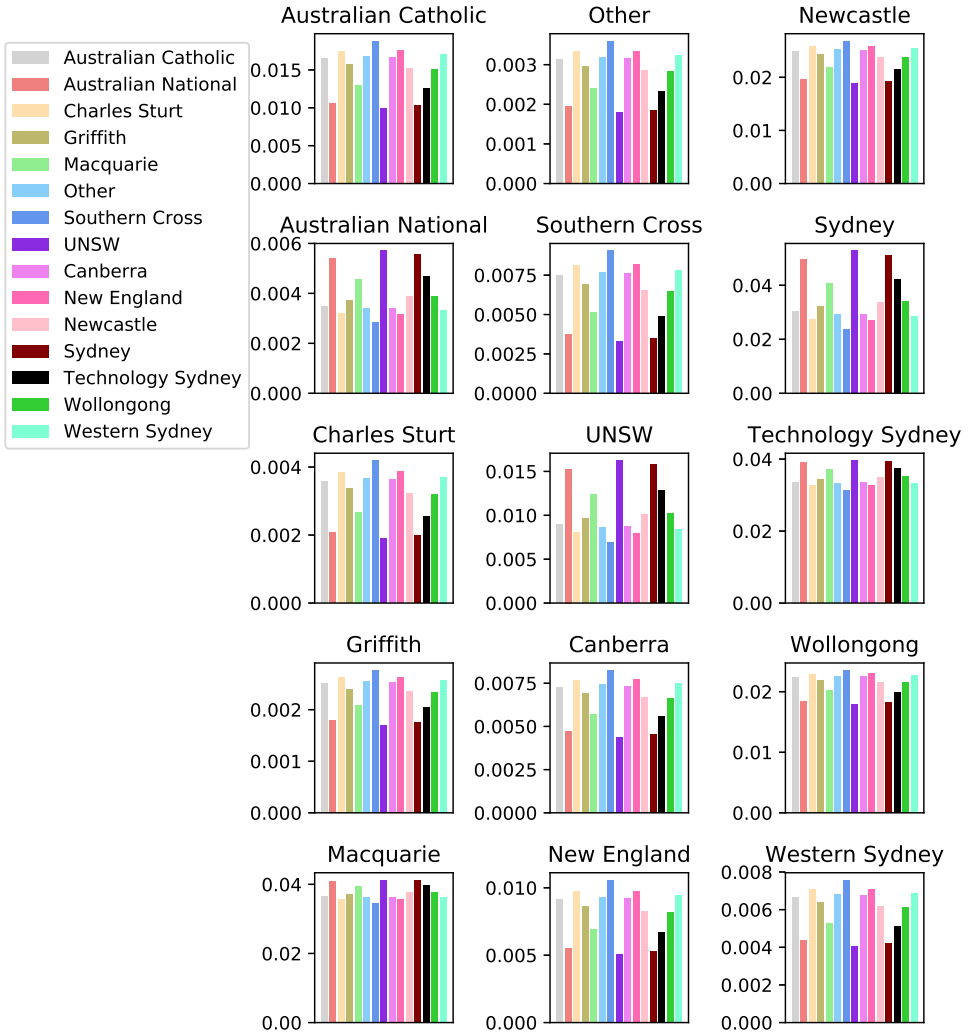 Australian Catholic
Australian National
Charles Sturt
Griffith
Macquarie
Other
Southern Cross
UNSW
Canberra
New England
Newcastle
Sydney
Technology Sydney
Wollongong
Western Sydney
Australian Catholic
0.015
0.010
0.005
0.000
Other
0.003
0.002
0.001
0.000
Newcastle
0.02
0.01
0.00
Australian National
0.006
0.004
0.002
0.000
Southern Cross
0.0075
0.0050
0.0025
0.0000
Sydney
0.04
0.02
0.00
Charles Sturt
0.004
0.002
0.000
UNSW
0.015
0.010
0.005
0.000
Technology Sydney
0.04
0.02
0.00
Griffith
0.002
0.001
0.000
Canberra
0.0075
0.0050
0.0025
0.0000
Wollongong
0.02
0.01
0.00
Macquarie
0.04
0.02
0.00
New England
0.010
0.005
0.000
Western Sydney
0.008
0.006
0.004
0.002
0.000